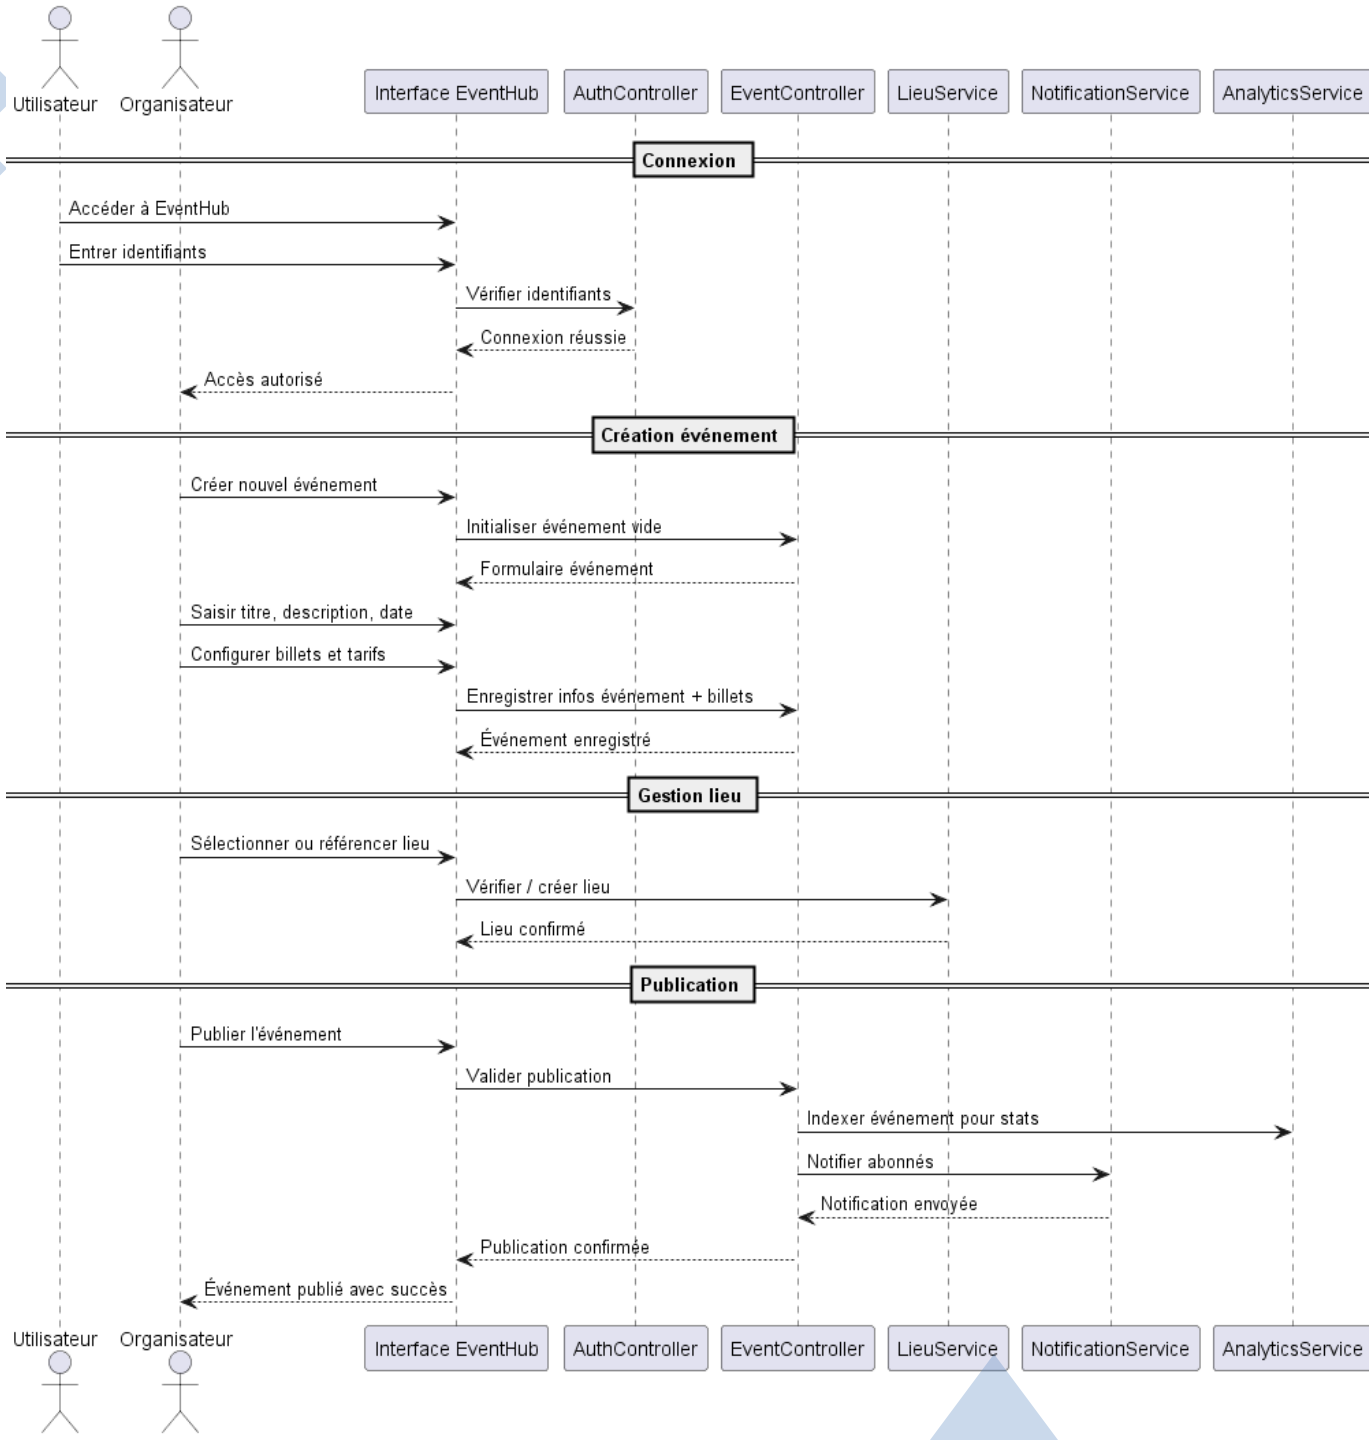 Utilisateur
Organisateur
Interface EventHub
AuthController
EventController
LieuService
NotificationService
AnalyticsService
Connexion
Accéder à EventHub
Entrer identifiants
Vérifier identifiants
Connexion réussie
Accès autorisé
Création événement
Créer nouvel événement
Initialiser événement vide
Formulaire événement
Saisir titre, description, date
Configurer billets et tarifs
Enregistrer infos événement + billets
Événement enregistré
Gestion lieu
Sélectionner ou référencer lieu
Vérifier / créer lieu
Lieu confirmé
Publication
Publier l'événement
Valider publication
Indexer événement pour stats
Notifier abonnés
Notification envoyée
Publication confirmée
Événement publié avec succès
Utilisateur
Organisateur
Interface EventHub
AuthController
EventController
LieuService
NotificationService
AnalyticsService